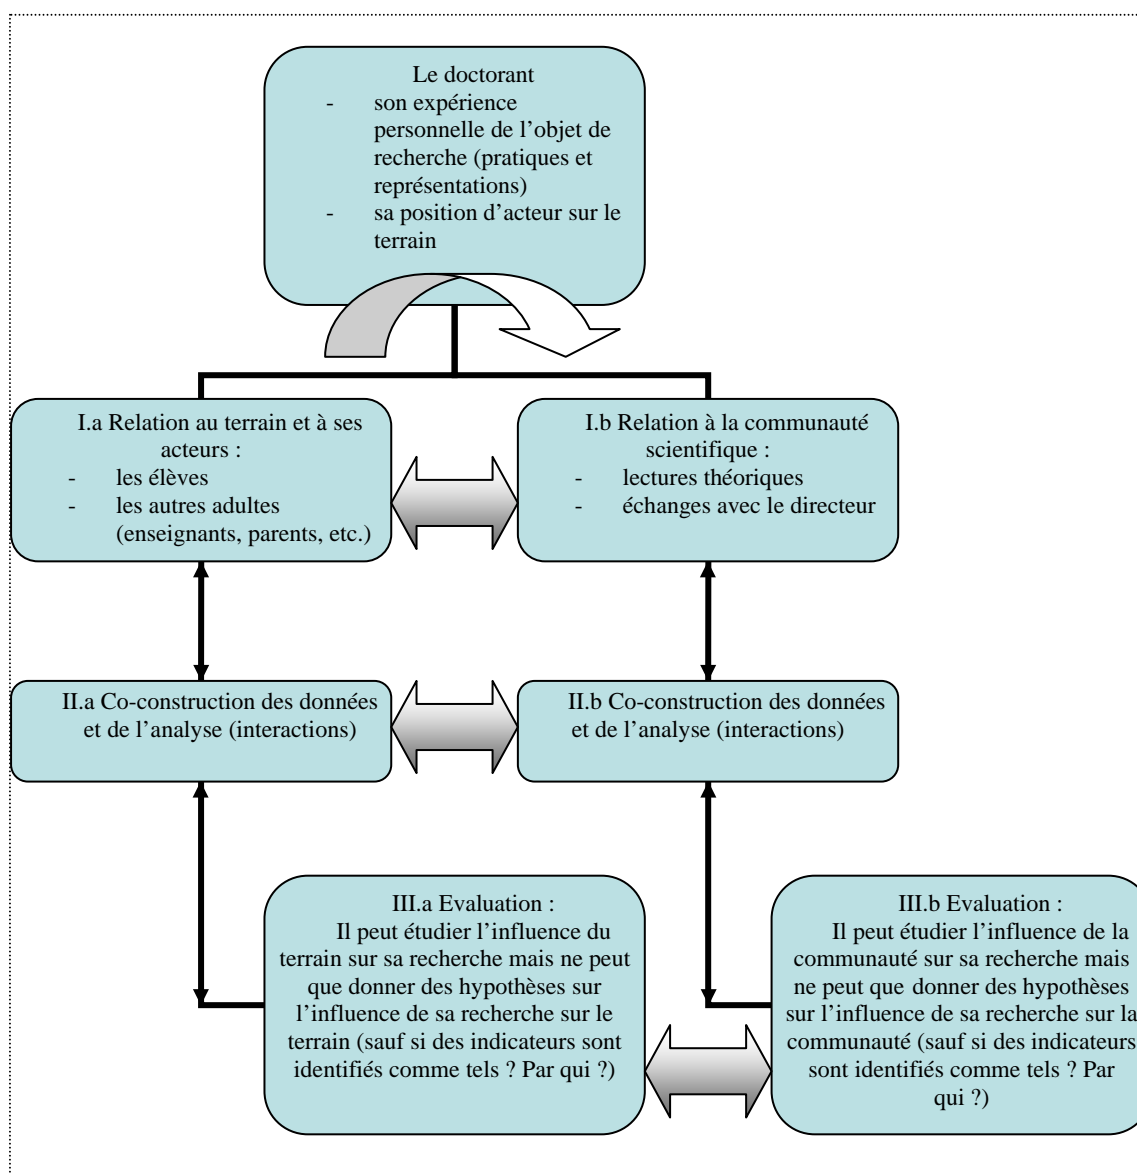 Le doctorant
- son expérience
personnelle de l'objet de
recherche (pratiques et
représentations)
- sa position d'acteur sur le
terrain
I.a Relation au terrain et à ses
acteurs :
- les élèves
- les autres adultes
(enseignants, parents, etc.)
I.b Relation à la communauté
scientifique :
- lectures théoriques
- échanges avec le directeur
II.a Co-construction des données
et de l'analyse (interactions)
II.b Co-construction des données
et de l'analyse (interactions)
III.a Evaluation :
Il peut étudier l'influence du
terrain sur sa recherche mais ne peut
que donner des hypothèses sur
l'influence de sa recherche sur le
terrain (sauf si des indicateurs sont
identifiés comme tels ? Par qui ?)
III.b Evaluation :
Il peut étudier l'influence de la
communauté sur sa recherche mais
ne peut que donner des hypothèses
sur l'influence de sa recherche sur la
communauté (sauf si des indicateurs
sont identifiés comme tels ? Par
qui ?)